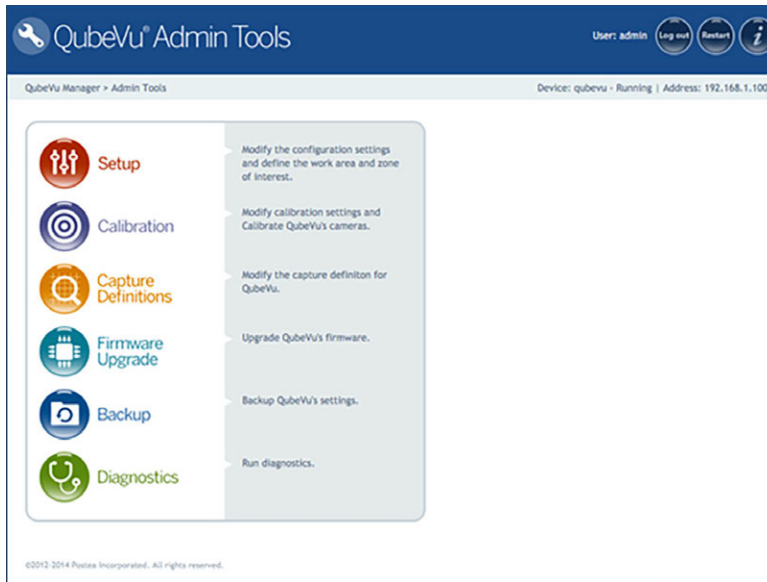 QubeVu® Admin Tools
User: admin
Log out
Restart
i
QubeVu Manager > Admin Tools
Device: qubevu - Running | Address: 192.168.1.100
Setup
Modify the configuration settings
and define the work area and zone
of interest.
Calibration
Modify calibration settings and
Calibrate QubeVu's cameras.
Capture
Definitions
Modify the capture definiton for
QubeVu.
Firmware
Upgrade
Upgrade QubeVu's firmware.
Backup
Backup QubeVu's settings.
Diagnostics
Run diagnostics.
©2012-2014 Postea Incorporated. All rights reserved.